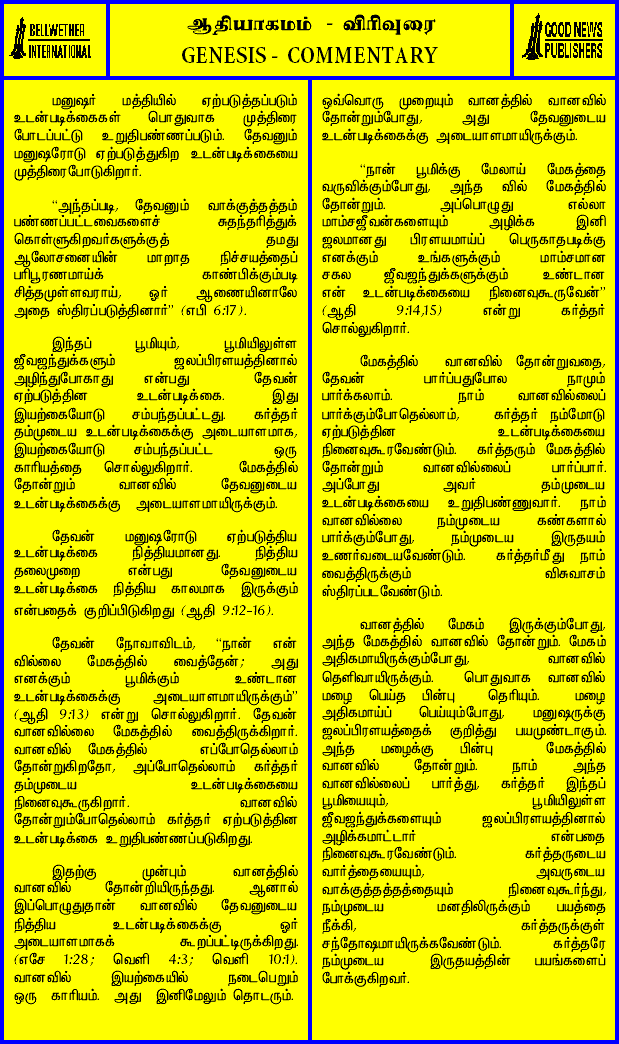 BELLWETHER
INTERNATIONAL
ஆதியாகமம் - விரிவுரை
GENESIS - COMMENTARY
GOOD NEWS
PUBLISHERS
மனுஷர் மத்தியில் ஏற்படுத்தப்படும்
உடன்படிக்கைகள் பொதுவாக முத்திரை
போடப்பட்டு உறுதிபண்ணப்படும். தேவனும்
மனுஷரோடு ஏற்படுத்துகிற உடன்படிக்கையை
முத்திரைபோடுகிறார்.
“அந்தப்படி, தேவனும் வாக்குத்தத்தம்
பண்ணப்பட்டவைகளைச் சுதந்தரித்துக்
கொள்ளுகிறவர்களுக்குத் தமது
ஆலோசனையின் மாறாத நிச்சயத்தைப்
பரிபூரணமாய்க் காண்பிக்கும்படி
சித்தமுள்ளவராய், ஓர் ஆணையினாலே
அதை ஸ்திரப்படுத்தினார்” (எபி 6:17).
இந்தப் பூமியும், பூமியிலுள்ள
ஜீவஜந்துக்களும் ஜலப்பிரளயத்தினால்
அழிந்துபோகாது என்பது தேவன்
ஏற்படுத்தின உடன்படிக்கை. இது
இயற்கையோடு சம்பந்தப்பட்டது. கர்த்தர்
தம்முடைய உடன்படிக்கைக்கு அடையாளமாக,
இயற்கையோடு சம்பந்தப்பட்ட ஒரு
காரியத்தை சொல்லுகிறார். மேகத்தில்
தோன்றும் வானவில் தேவனுடைய
உடன்படிக்கைக்கு அடையாளமாயிருக்கும்.
தேவன் மனுஷரோடு ஏற்படுத்திய
உடன்படிக்கை நித்தியமானது. நித்திய
தலைமுறை என்பது தேவனுடைய
உடன்படிக்கை நித்திய காலமாக இருக்கும்
என்பதைக் குறிப்பிடுகிறது (ஆதி 9:12-16).
தேவன் நோவாவிடம், “நான் என்
வில்லை மேகத்தில் வைத்தேன்; அது
எனக்கும் பூமிக்கும் உண்டான
உடன்படிக்கைக்கு அடையாளமாயிருக்கும்”
(ஆதி 9:13) என்று சொல்லுகிறார். தேவன்
வானவில்லை மேகத்தில் வைத்திருக்கிறார்.
வானவில் மேகத்தில் எப்போதெல்லாம்
தோன்றுகிறதோ, அப்போதெல்லாம் கர்த்தர்
தம்முடைய உடன்படிக்கையை
நினைவுகூருகிறார். வானவில்
தோன்றும்போதெல்லாம் கர்த்தர் ஏற்படுத்தின
உடன்படிக்கை உறுதிபண்ணப்படுகிறது.
இதற்கு முன்பும் வானத்தில்
வானவில் தோன்றியிருந்தது. ஆனால்
இப்பொழுதுதான் வானவில் தேவனுடைய
நித்திய உடன்படிக்கைக்கு ஓர்
அடையாளமாகக் கூறப்பட்டிருக்கிறது.
(எசே 1:28; வெளி 4:3; வெளி 10:1).
வானவில் இயற்கையில் நடைபெறும்
ஒரு காரியம். அது இனிமேலும் தொடரும்.
ஒவ்வொரு முறையும் வானத்தில் வானவில்
தோன்றும்போது, அது தேவனுடைய
உடன்படிக்கைக்கு அடையாளமாயிருக்கும்.
“நான் பூமிக்கு மேலாய் மேகத்தை
வருவிக்கும்போது, அந்த வில் மேகத்தில்
தோன்றும். அப்பொழுது எல்லா
மாம்சஜீவன்களையும் அழிக்க இனி
ஜலமானது பிரளயமாய்ப் பெருகாதபடிக்கு
எனக்கும் உங்களுக்கும் மாம்சமான
சகல ஜீவஜந்துக்களுக்கும் உண்டான
என் உடன்படிக்கையை நினைவுகூருவேன்”
(ஆதி 9:14,15) என்று கர்த்தர்
சொல்லுகிறார்.
மேகத்தில் வானவில் தோன்றுவதை,
தேவன் பார்ப்பதுபோல நாமும்
பார்க்கலாம். நாம் வானவில்லைப்
பார்க்கும்போதெல்லாம், கர்த்தர் நம்மோடு
ஏற்படுத்தின உடன்படிக்கையை
நினைவுகூரவேண்டும். கர்த்தரும் மேகத்தில்
தோன்றும் வானவில்லைப் பார்ப்பார்.
அப்போது அவர் தம்முடைய
உடன்படிக்கையை உறுதிபண்ணுவார். நாம்
வானவில்லை நம்முடைய கண்களால்
பார்க்கும்போது, நம்முடைய இருதயம்
உணர்வடையவேண்டும். கர்த்தர்மீது நாம்
வைத்திருக்கும் விசுவாசம்
ஸ்திரப்படவேண்டும்.
வானத்தில் மேகம் இருக்கும்போது,
அந்த மேகத்தில் வானவில் தோன்றும். மேகம்
அதிகமாயிருக்கும்போது, வானவில்
தெளிவாயிருக்கும். பொதுவாக வானவில்
மழை பெய்த பின்பு தெரியும். மழை
அதிகமாய்ப் பெய்யும்போது, மனுஷருக்கு
ஜலப்பிரளயத்தைக் குறித்து பயமுண்டாகும்.
அந்த மழைக்கு பின்பு மேகத்தில்
வானவில் தோன்றும். நாம் அந்த
வானவில்லைப் பார்த்து, கர்த்தர் இந்தப்
பூமியையும், பூமியிலுள்ள
ஜீவஜந்துக்களையும் ஜலப்பிரளயத்தினால்
அழிக்கமாட்டார் என்பதை
நினைவுகூரவேண்டும். கர்த்தருடைய
வார்த்தையையும், அவருடைய
வாக்குத்தத்தத்தையும் நினைவுகூர்ந்து,
நம்முடைய மனதிலிருக்கும் பயத்தை
நீக்கி, கர்த்தருக்குள்
சந்தோஷமாயிருக்கவேண்டும். கர்த்தரே
நம்முடைய இருதயத்தின் பயங்களைப்
போக்குகிறவர்.